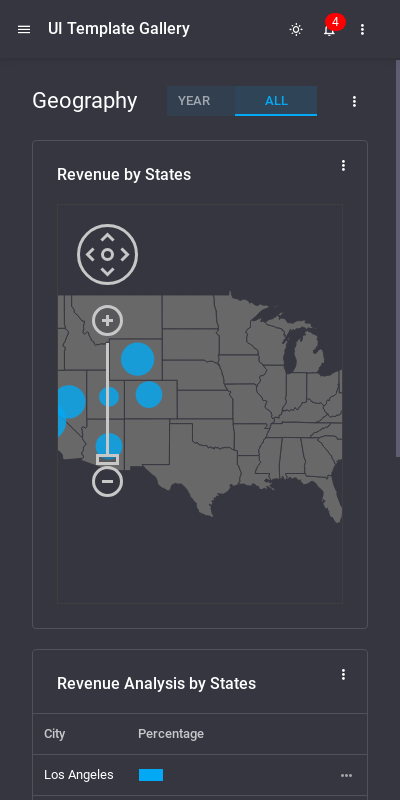 UI Template Gallery
4
Geography
YEAR
ALL
Revenue by States
Revenue Analysis by States
City
Percentage
Los Angeles